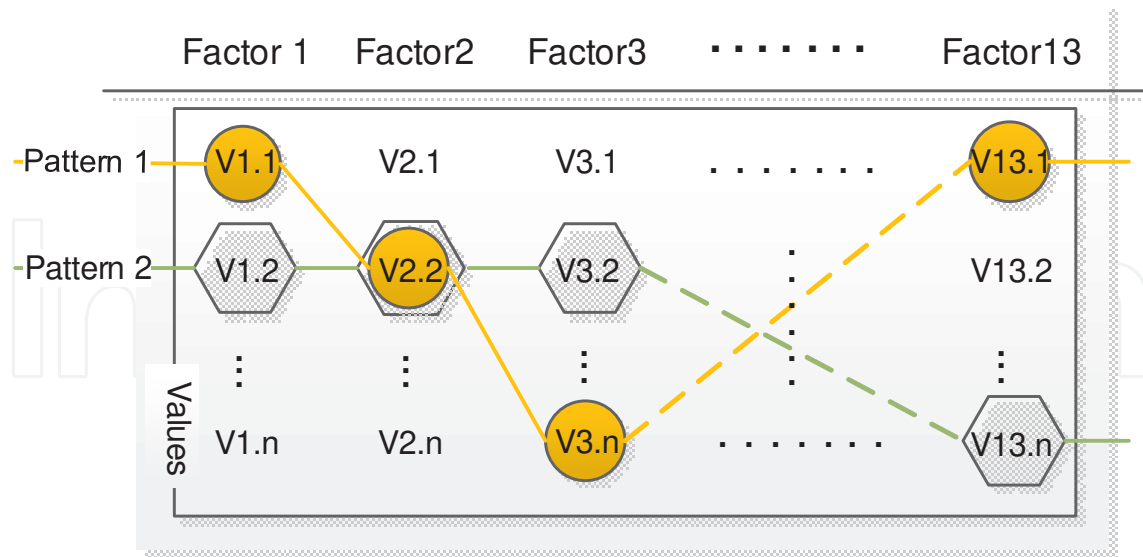 Factor 1 Factor2 Factor3 ....... Factor13
Pattern 1 V1.1 V2.1 V3.1 ....... V13.1
Pattern 2 V1.2 V2.2 V3.2 V13.2
Values
V1.n V2.n V3.n ....... V13.n